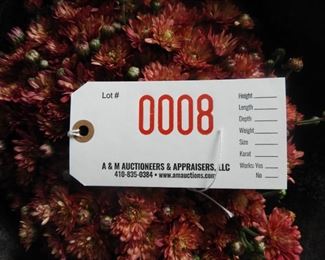 Lot #
0008
Height
Length
Depth
Weight
Size
Karat
Works: Yes
No
A & M AUCTIONEERS & APPRAISERS, LLC
410-835-0384 • www.amauctions.com